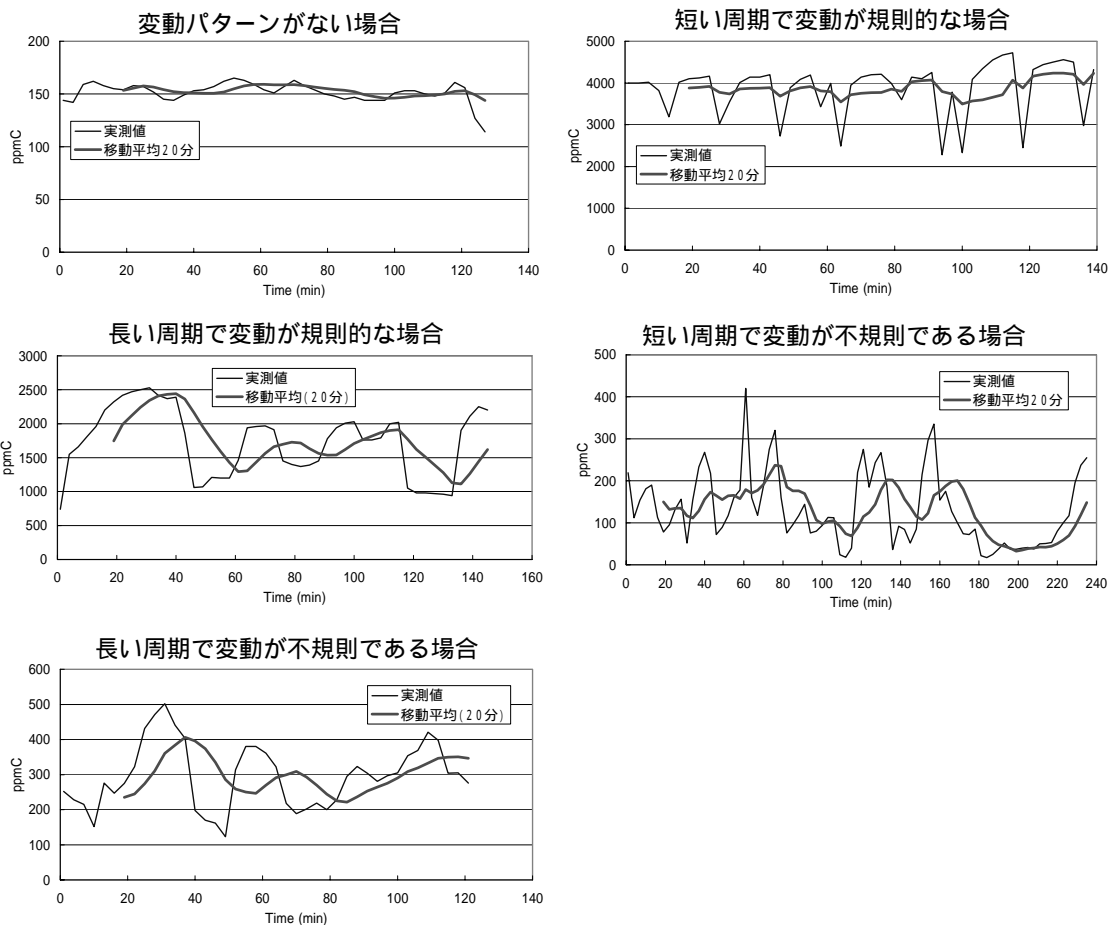 変動パターンがない場合
200
150
100
50
0
ppmC
実測値
移動平均20分
0 20 40 60 80 100 120 140
Time (min)
短い周期で変動が規則的な場合
5000
4000
3000
2000
1000
0
ppmC
実測値
移動平均20分
0 20 40 60 80 100 120 140
Time (min)
長い周期で変動が規則的な場合
3000
2500
2000
1500
1000
500
0
ppmC
実測値
移動平均(20分)
0 20 40 60 80 100 120 140 160
Time (min)
短い周期で変動が不規則である場合
500
400
300
200
100
0
ppmC
実測値
移動平均20分
0 20 40 60 80 100 120 140 160 180 200 220 240
Time (min)
長い周期で変動が不規則である場合
600
500
400
300
200
100
0
ppmC
実測値
移動平均(20分)
0 20 40 60 80 100 120 140
Time (min)